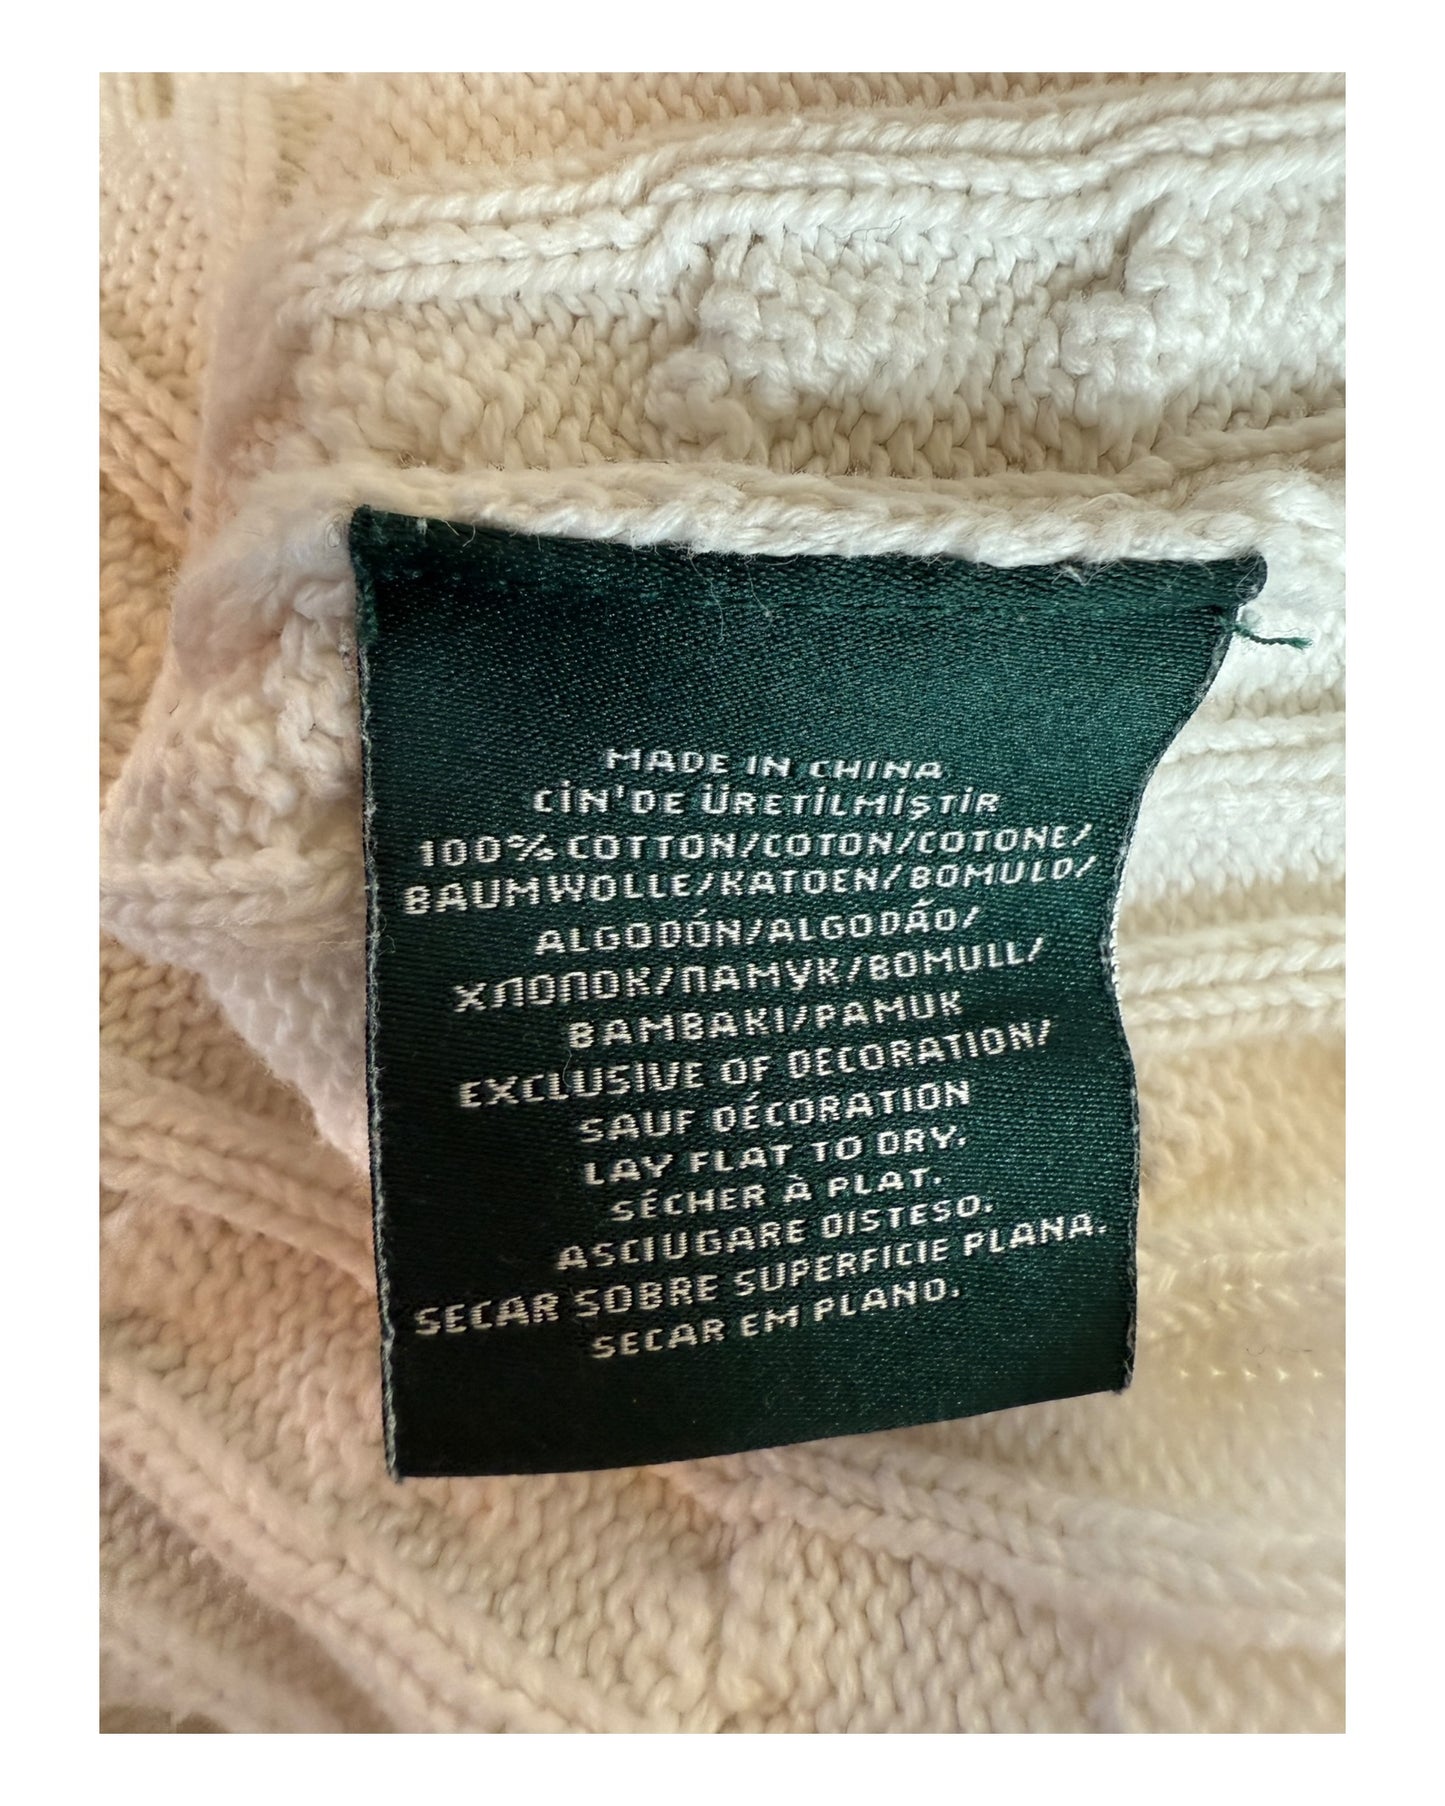 MADE IN CHINA
CİN'DE ÜRETİLMİŞTİR
100% COTTON/COTON/COTONE/
BAUMWOLLE/KATOEN/BOMULD/
ALGODÓN/ALGODÃO/
ХЛОПОК/ПАМУК/BOMULL/
BAMBAKI/PAMUK
EXCLUSIVE OF DECORATION/
SAUF DÉCORATION
LAY FLAT TO DRY.
SÉCHER À PLAT.
ASCIUGARE DISTESO.
SECAR SOBRE SUPERFICIE PLANA.
SECAR EM PLANO.